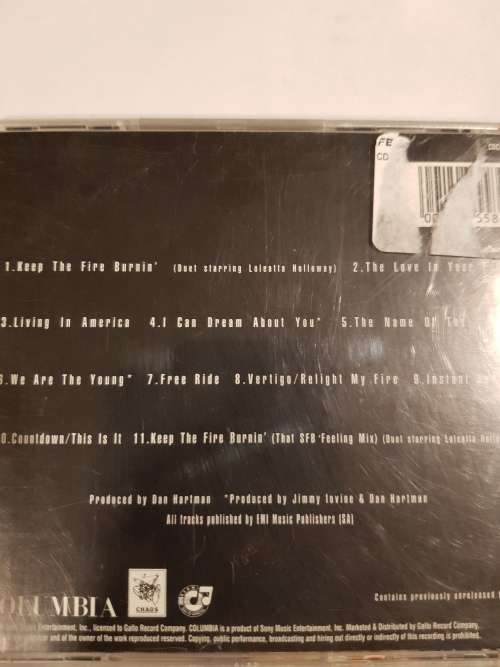 FE
CD
1.Keep The Fire Burnin' (Duet starring Loleatta Holloway) 2.The Love In Your
3.Living In America 4.I Can Dream About You* 5.The Name Of The
6.We Are The Young* 7.Free Ride 8.Vertigo/Relight My Fire 9.Instant
0.Countdown/This Is It 11.Keep The Fire Burnin' (That SFB 'Feeling Mix) (Duet starring Loleatta Hollo
Produced by Dan Hartman *Produced by Jimmy Iovine & Dan Hartman
All tracks published by EMI Music Publishers (SA)
OLUMBIA CHAOS
Contains previously unreleased
Music Entertainment, Inc., licensed to Gallo Record Company. COLUMBIA is a product of Sony Music Entertainment, Inc. Marketed & Distributed by Gallo Record Company.
and of the owner of the work reproduced reserved. Copying, public performance, broadcasting and hiring out directly or indirectly of this recording is prohibited.